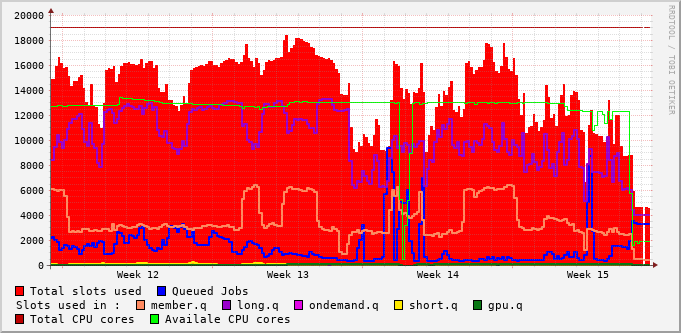 RRDTOOL / TOBI OETIKER
20000
18000
16000
14000
12000
10000
8000
6000
4000
2000
0
Week 12 Week 13 Week 14 Week 15
Total slots used Queued Jobs
Slots used in : member.q long.q ondemand.q short.q gpu.q
Total CPU cores Availale CPU cores